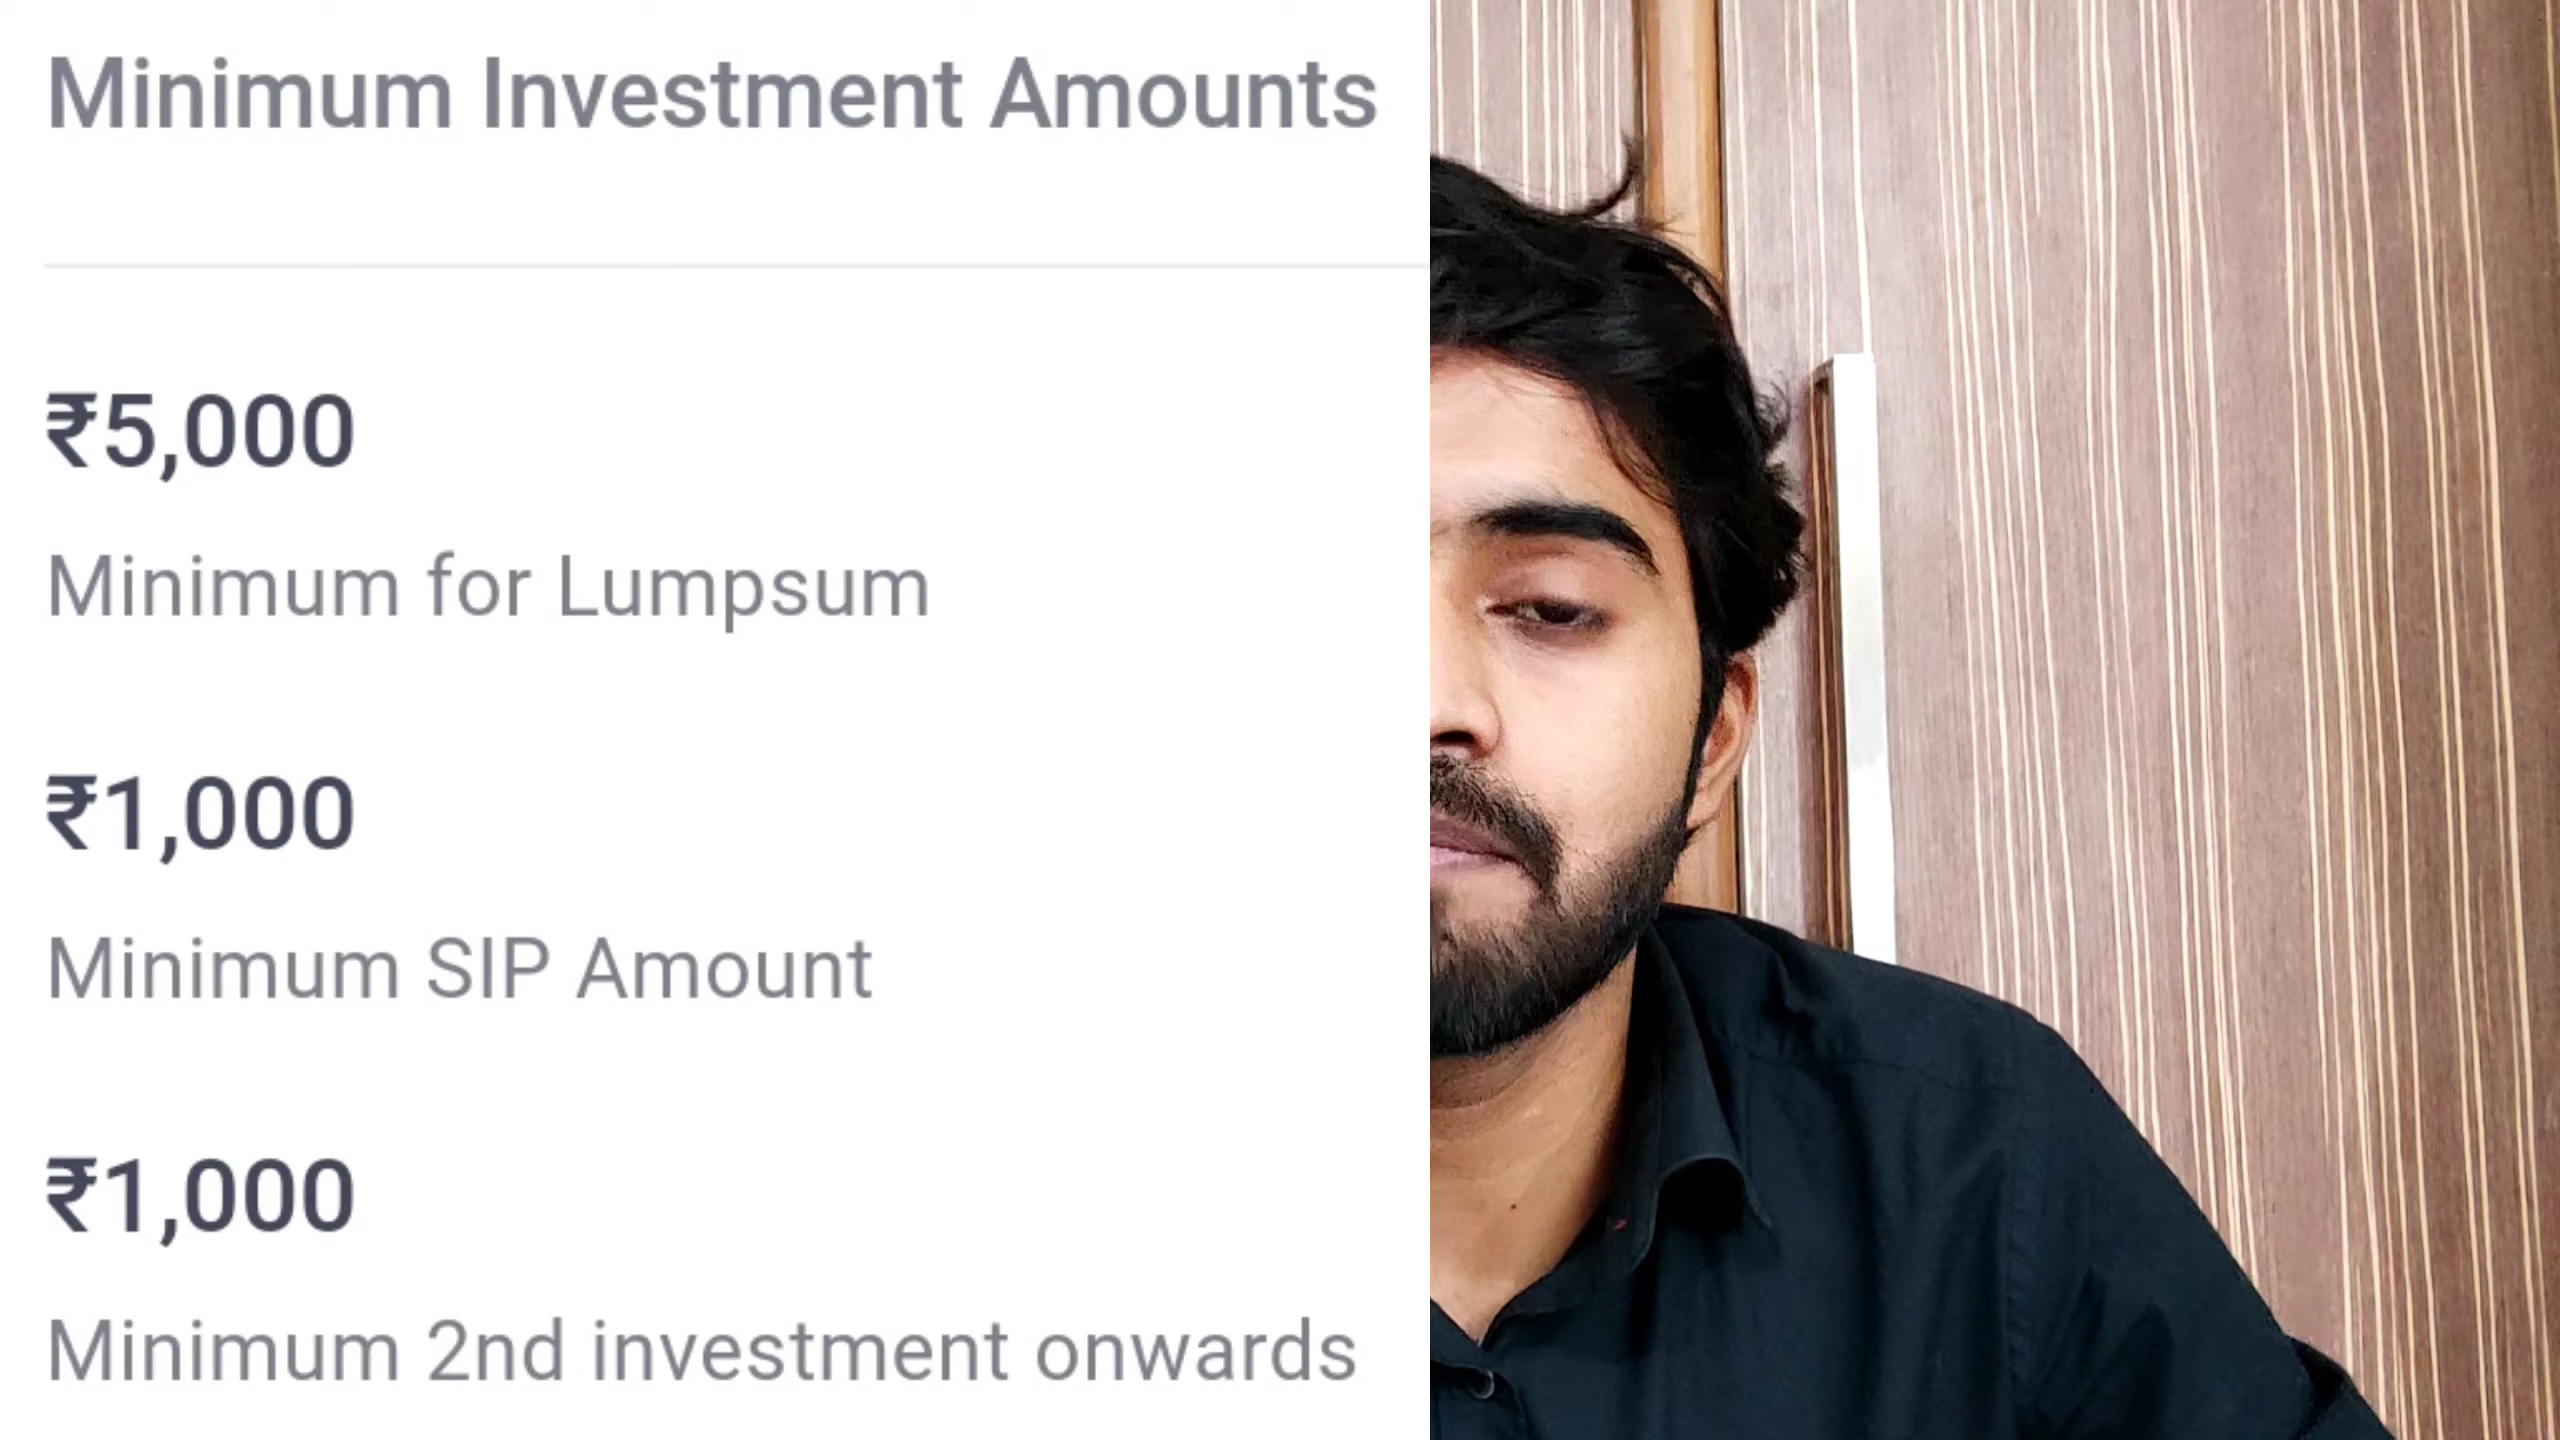 Minimum Investment Amounts
₹5,000
Minimum for Lumpsum
₹1,000
Minimum SIP Amount
₹1,000
Minimum 2nd investment onwards